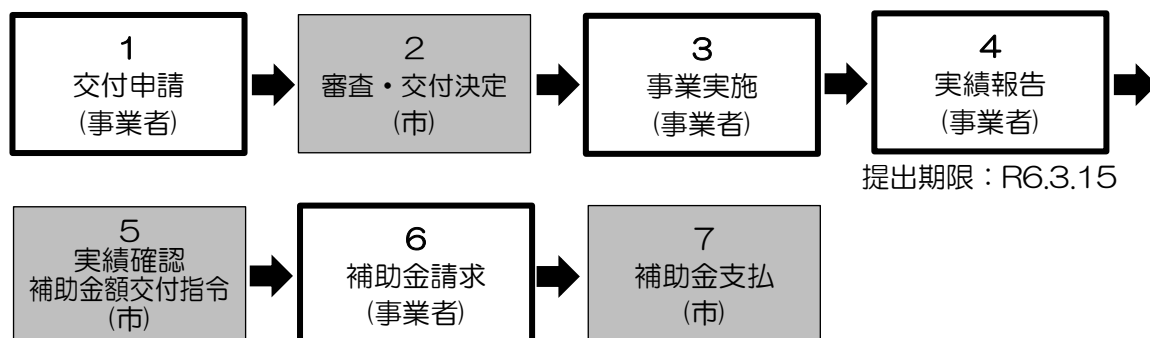 1
交付申請
(事業者)
2
審査・交付決定
(市)
3
事業実施
(事業者)
4
実績報告
(事業者)
提出期限：R6.3.15
5
実績確認
補助金額交付指令
(市)
6
補助金請求
(事業者)
7
補助金支払
(市)